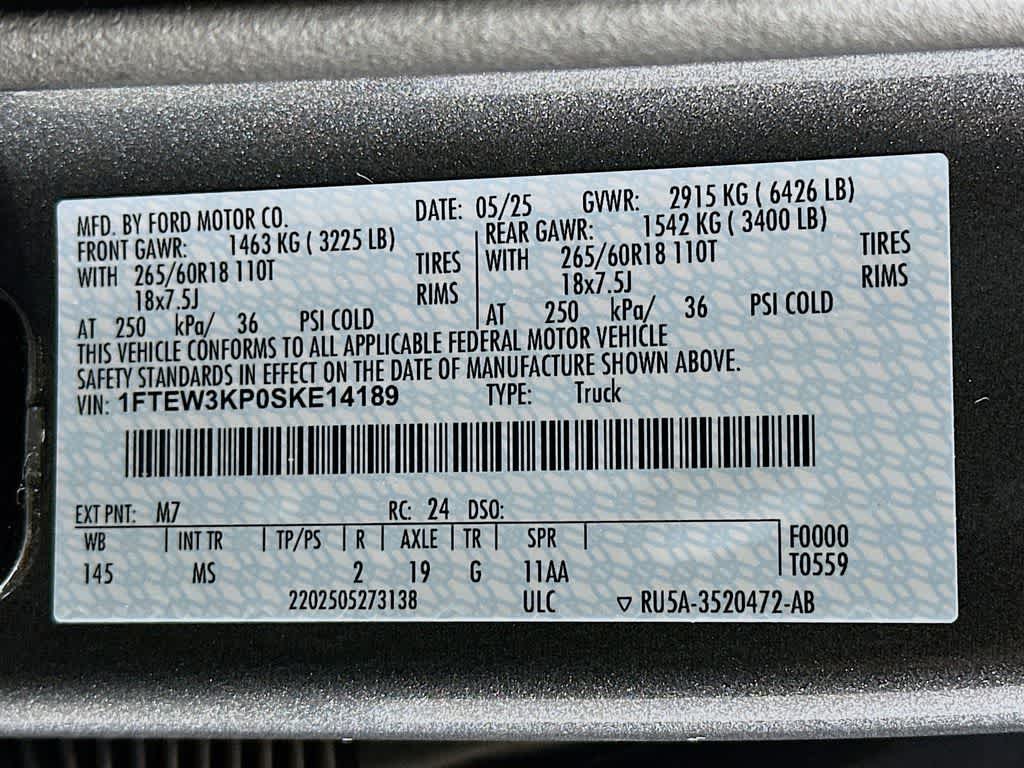 MFD. BY FORD MOTOR CO. DATE: 05/25 GVWR: 2915 KG ( 6426 LB)
FRONT GAWR: 1463 KG ( 3225 LB) REAR GAWR: 1542 KG ( 3400 LB)
WITH 265/60R18 110T TIRES WITH 265/60R18 110T TIRES
18x7.5J RIMS 18x7.5J RIMS
AT 250 kPa/ 36 PSI COLD AT 250 kPa/ 36 PSI COLD
THIS VEHICLE CONFORMS TO ALL APPLICABLE FEDERAL MOTOR VEHICLE
SAFETY STANDARDS IN EFFECT ON THE DATE OF MANUFACTURE SHOWN ABOVE.
VIN: 1FTEW3KP0SKE14189 TYPE: Truck
EXT PNT: M7 RC: 24 DSO:
WB INT TR TP/PS R AXLE TR SPR F0000
145 MS 2 19 G 11AA T0559
2202505273138 ULC ▽ RU5A-3520472-AB